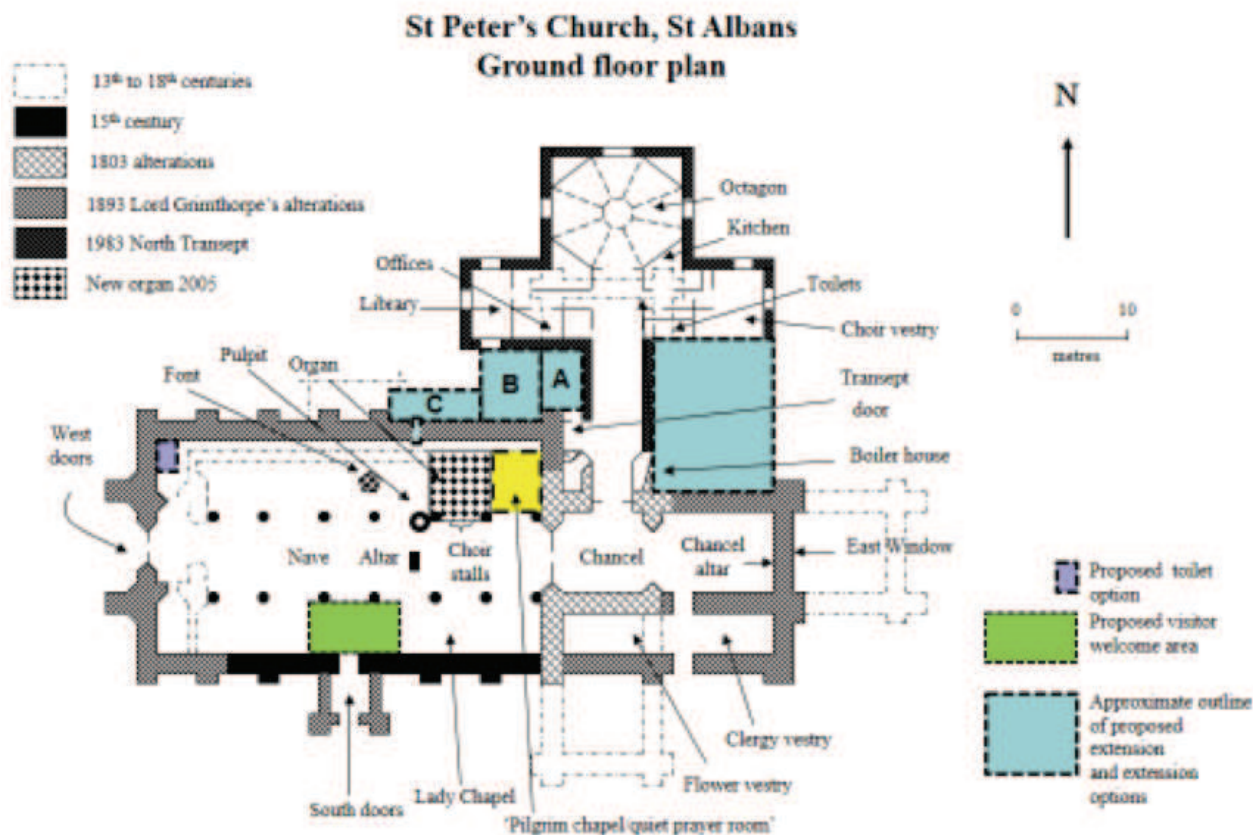 St Peter's Church, St Albans
Ground floor plan
13th to 18th centuries
15th century
1803 alterations
1893 Lord Grimthorpe's alterations
1983 North Transept
New organ 2005
N
0 10
metres
Octagon
Kitchen
Offices
Library
Toilets
Choir vestry
Pulpit
Organ
Font
Transept
door
West
doors
Boiler house
A
B
C
Nave
Altar
Choir
stalls
Chancel
Chancel
altar
East Window
Proposed toilet
option
Proposed visitor
welcome area
Approximate outline
of proposed
extension
and extension
options
Clergy vestry
Flower vestry
Lady Chapel
South doors
'Pilgrim chapel/quiet prayer room'